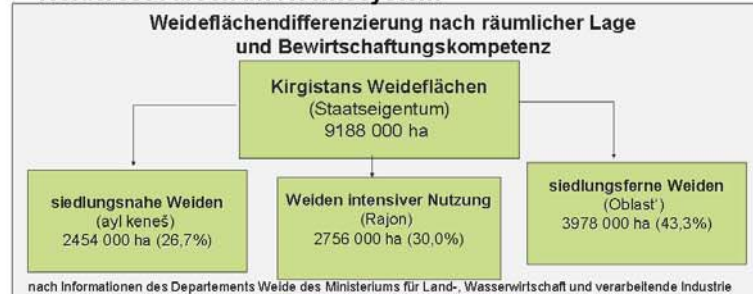 Weideflächendifferenzierung nach räumlicher Lage
und Bewirtschaftungskompetenz
Kirgistans Weideflächen
(Staatseigentum)
9188 000 ha
siedlungsnahe Weiden
(ayl keneš)
2454 000 ha (26,7%)
Weiden intensiver Nutzung
(Rajon)
2756 000 ha (30,0%)
siedlungsferne Weiden
(Oblast')
3978 000 ha (43,3%)
nach Informationen des Departements Weide des Ministeriums für Land-, Wasserwirtschaft und verarbeitende Industrie